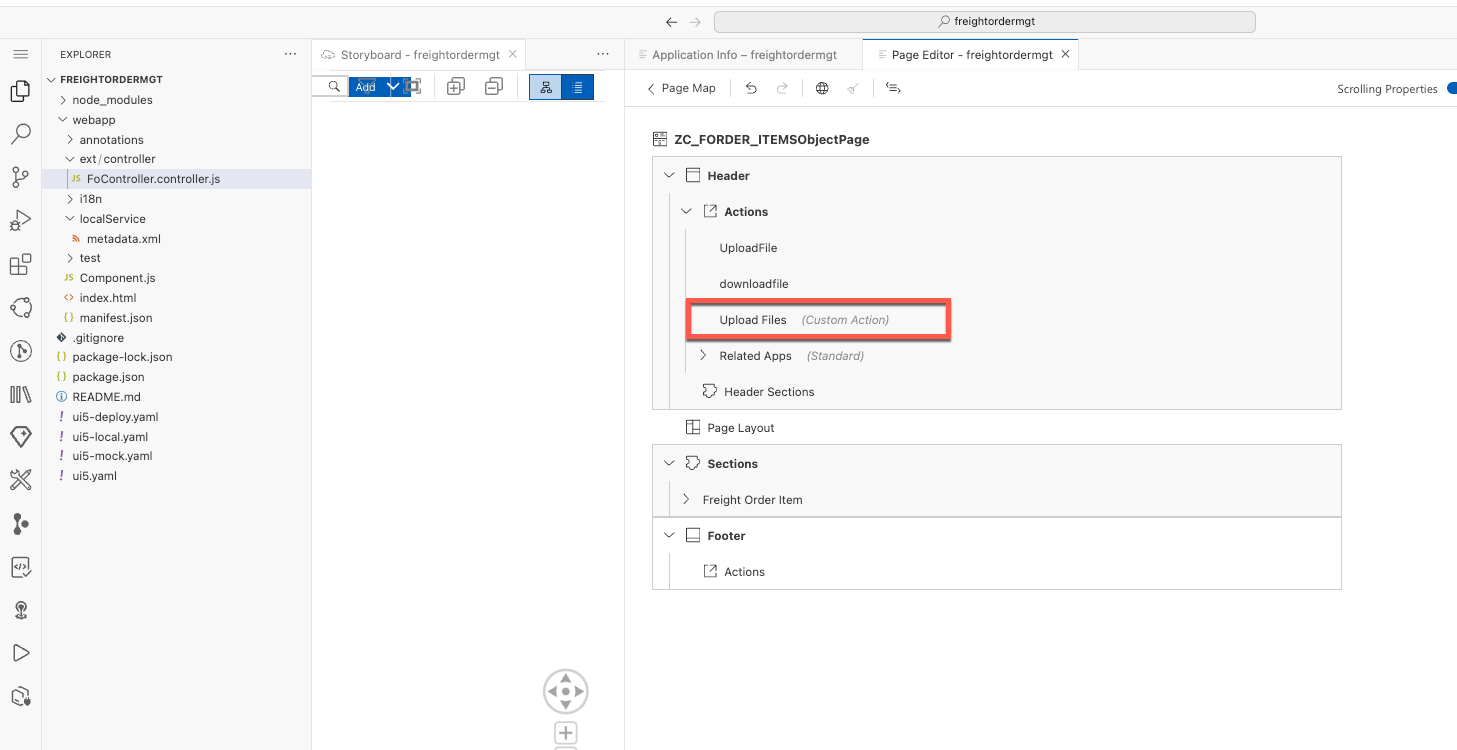 freightordermgt
EXPLORER
Storyboard - freightordermgt
Application Info – freightordermgt
Page Editor - freightordermgt
FREIGHTORDERMGT
node_modules
webapp
annotations
ext / controller
JS FoController.controller.js
i18n
localService
metadata.xml
test
JS Component.js
<> index.html
{} manifest.json
.gitignore
{} package-lock.json
{} package.json
README.md
! ui5-deploy.yaml
! ui5-local.yaml
! ui5-mock.yaml
! ui5.yaml
Add
Page Map
Scrolling Properties
ZC_FORDER_ITEMSObjectPage
Header
Actions
UploadFile
downloadfile
Upload Files (Custom Action)
Related Apps (Standard)
Header Sections
Page Layout
Sections
Freight Order Item
Footer
Actions